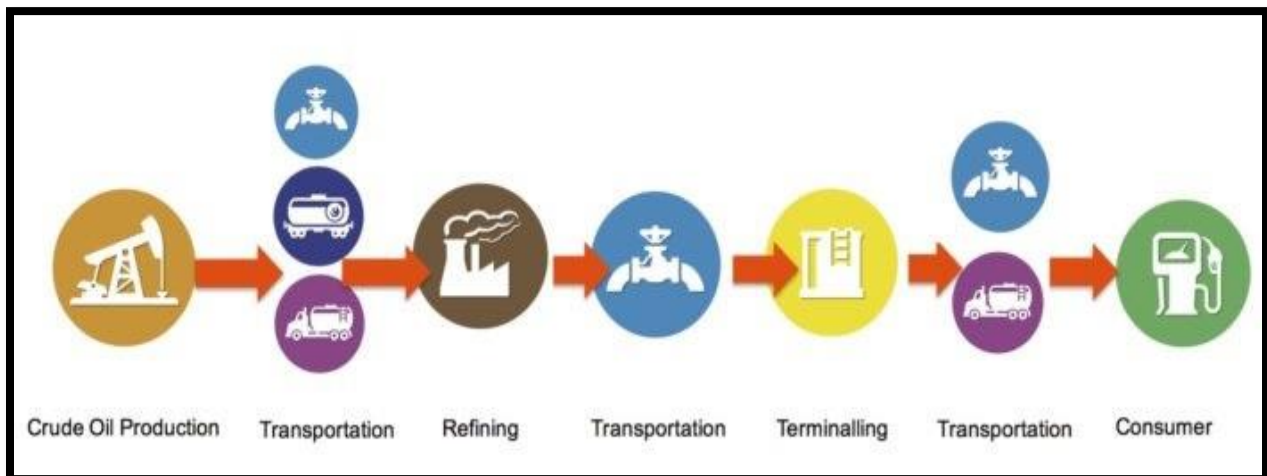 Crude Oil Production
Transportation
Refining
Transportation
Terminalling
Transportation
Consumer